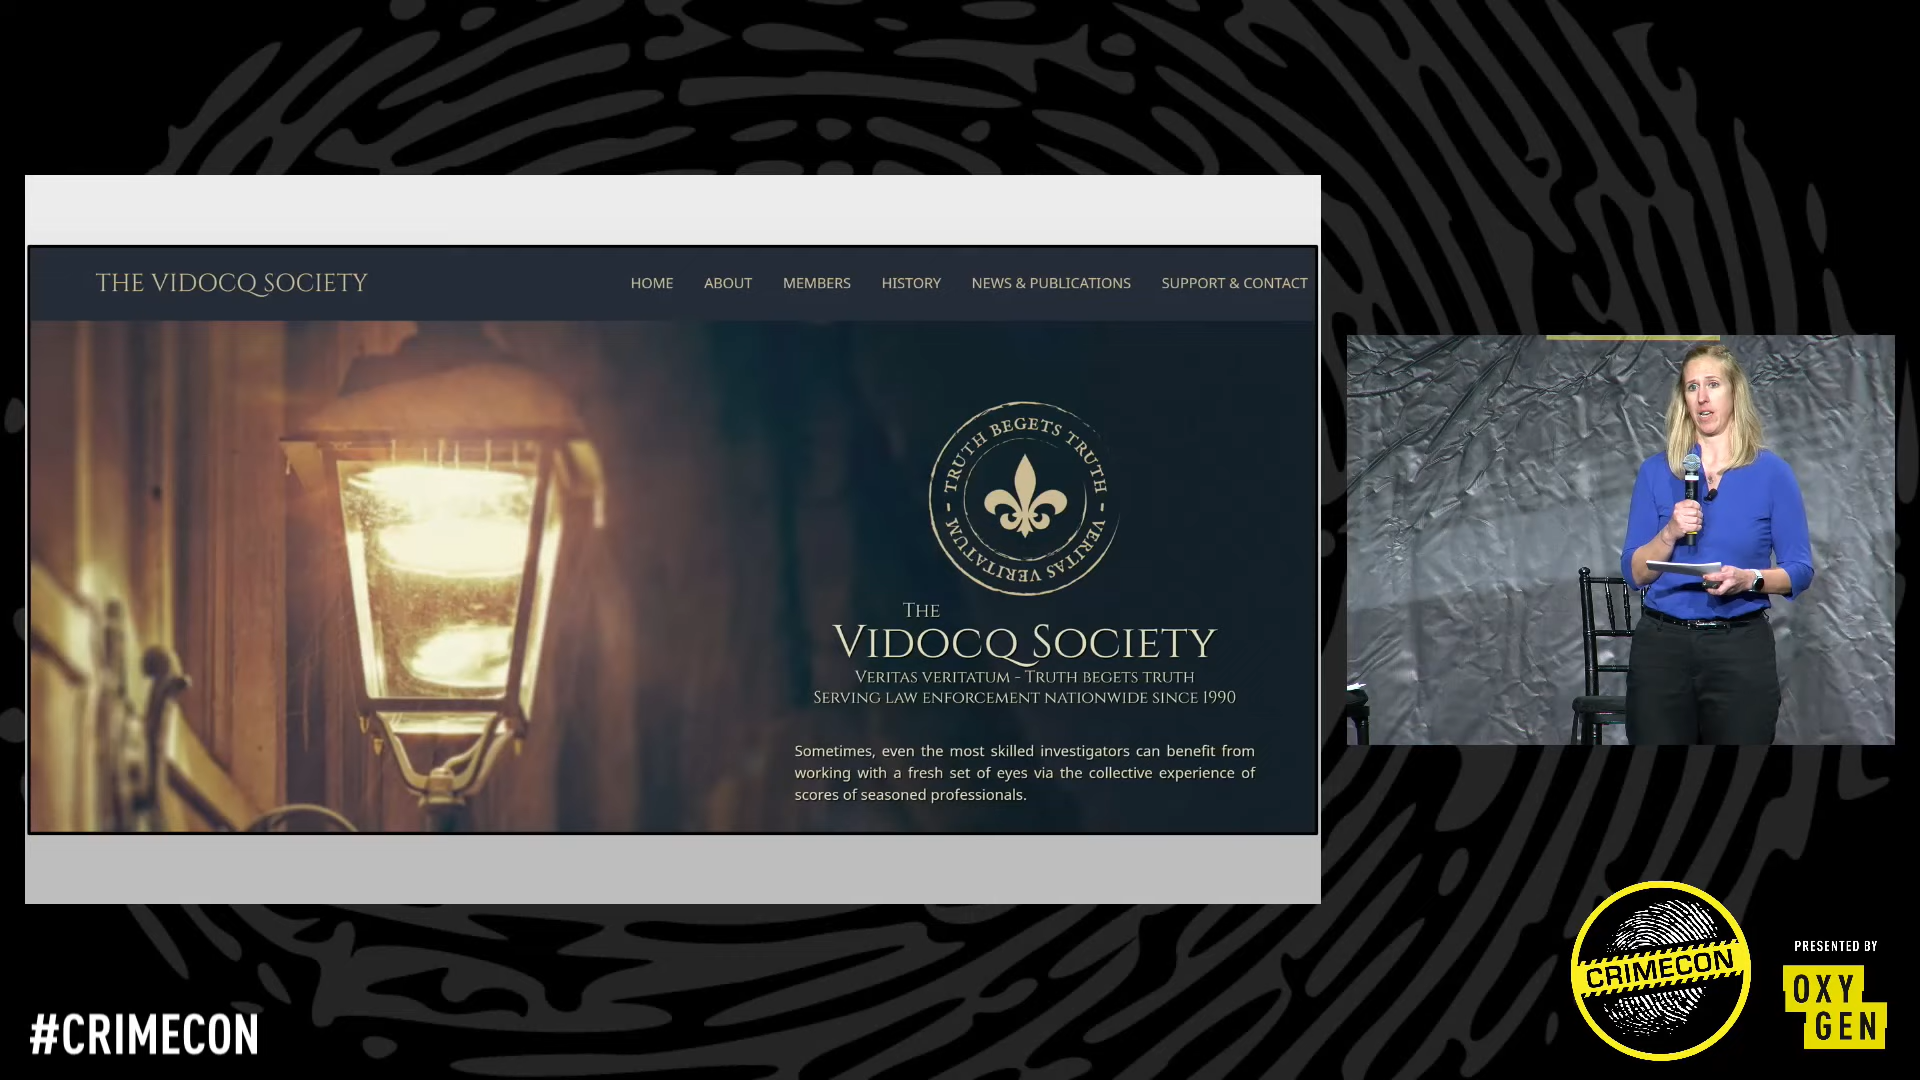 THE VIDOCQ SOCIETY
HOME ABOUT MEMBERS HISTORY NEWS & PUBLICATIONS SUPPORT & CONTACT
TRUTH BEGETS TRUTH - VERITAS VERITATUM -
THE
VIDOCQ SOCIETY
VERITAS VERITATUM - TRUTH BEGETS TRUTH
SERVING LAW ENFORCEMENT NATIONWIDE SINCE 1990
Sometimes, even the most skilled investigators can benefit from
working with a fresh set of eyes via the collective experience of
scores of seasoned professionals.
CRIMECON
PRESENTED BY
OXY
GEN
#CRIMECON